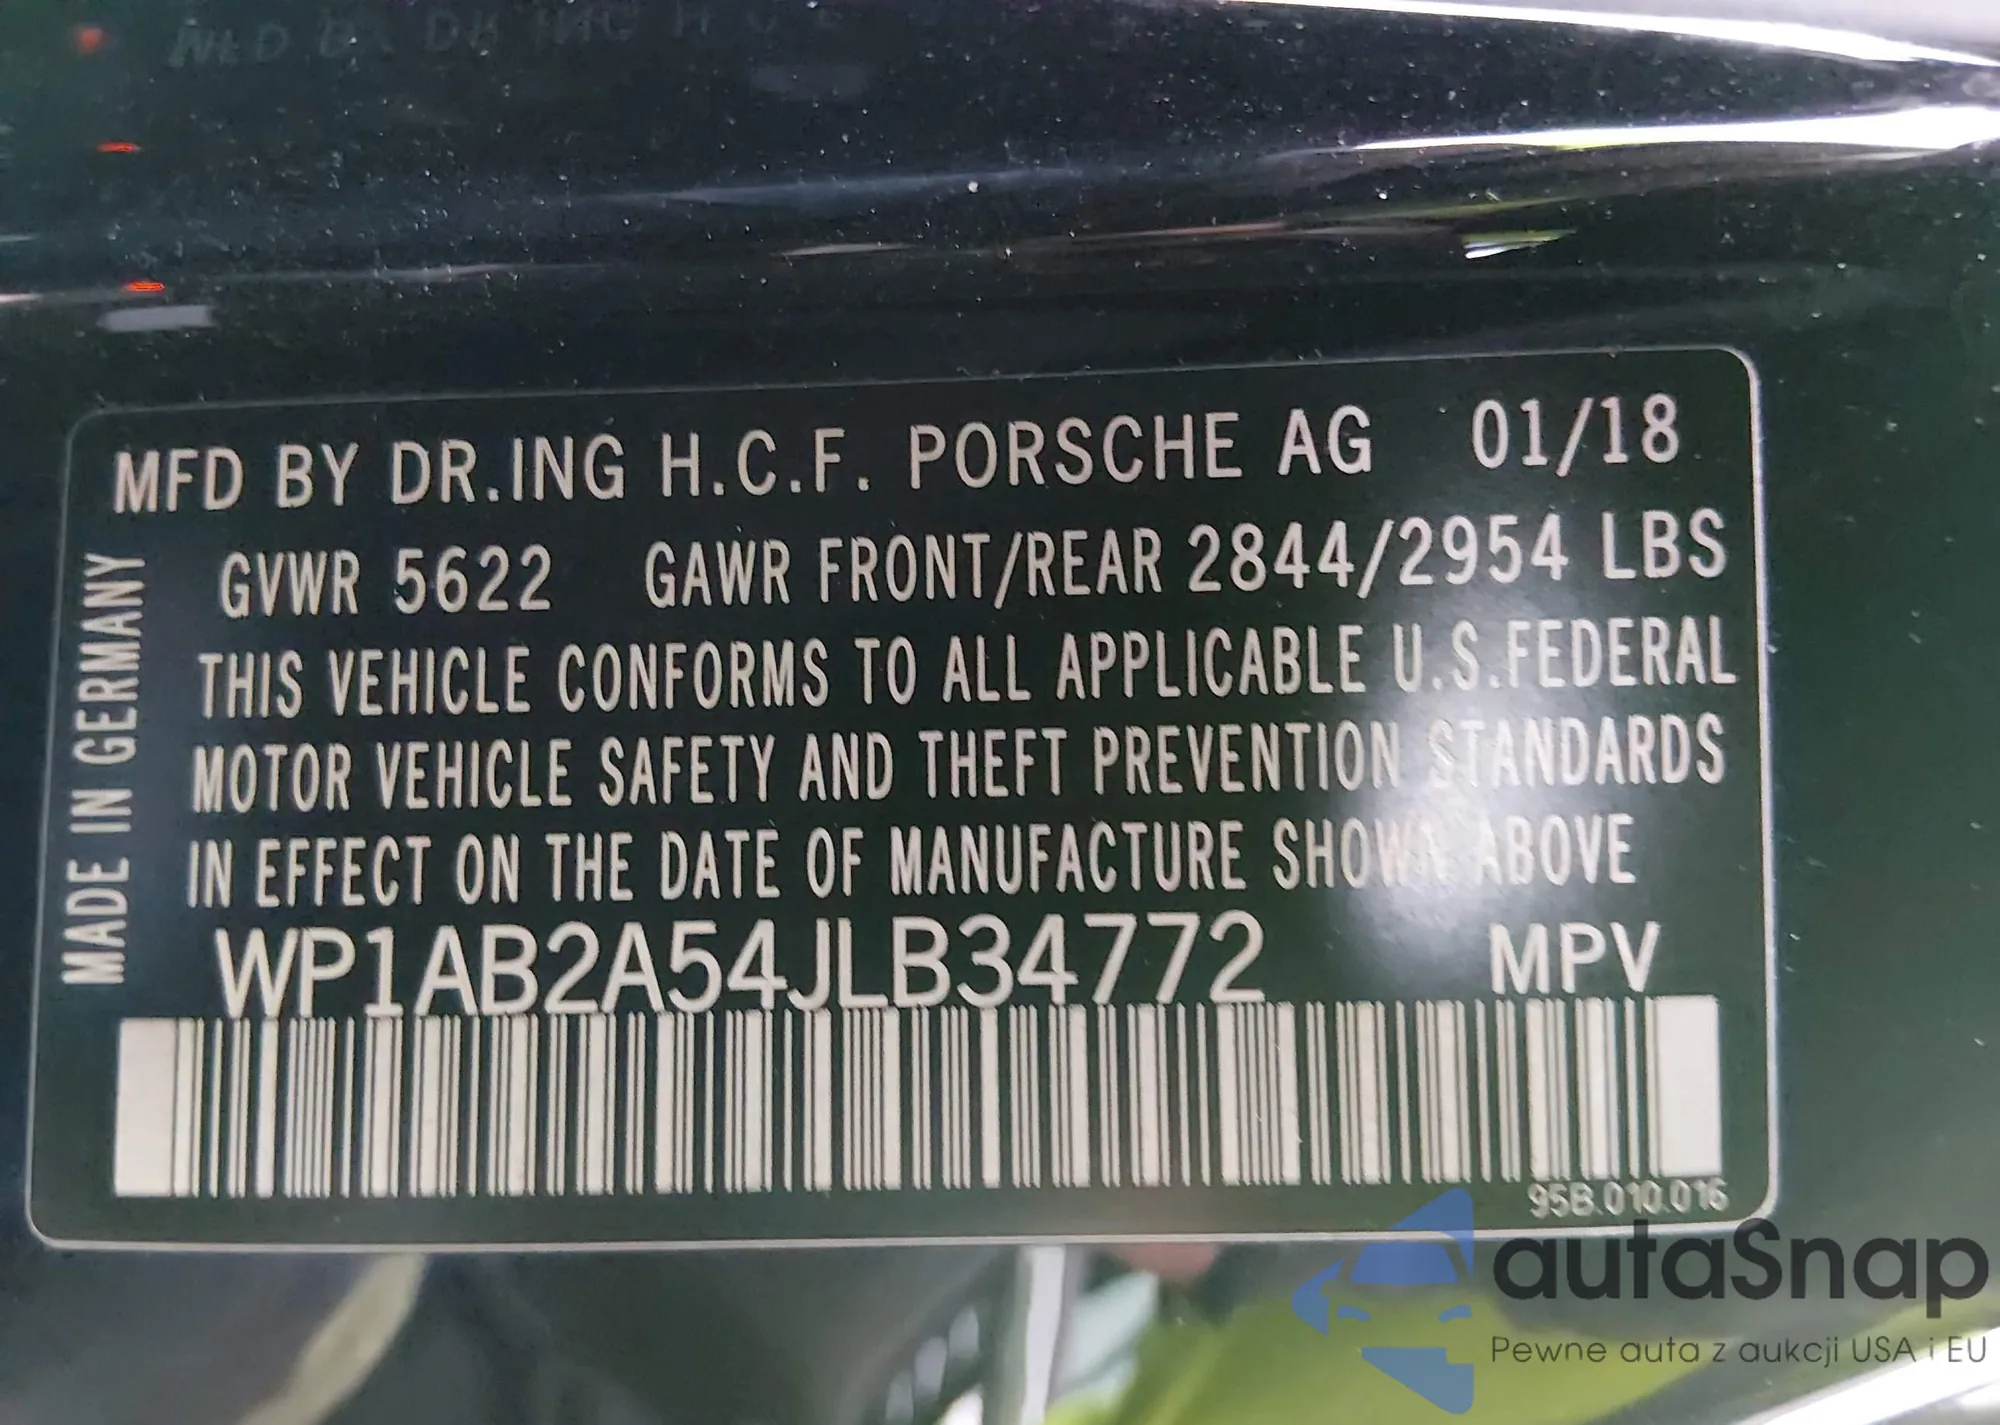 MFD BY DR.ING H.C.F. PORSCHE AG 01/18
GVWR 5622 GAWR FRONT/REAR 2844/2954 LBS
THIS VEHICLE CONFORMS TO ALL APPLICABLE U.S.FEDERAL
MOTOR VEHICLE SAFETY AND THEFT PREVENTION STANDARDS
IN EFFECT ON THE DATE OF MANUFACTURE SHOWN ABOVE
WP1AB2A54JLB34772 MPV
95B.010.016
MADE IN GERMANY
autaSnap
Pewne auta z aukcji USA i EU